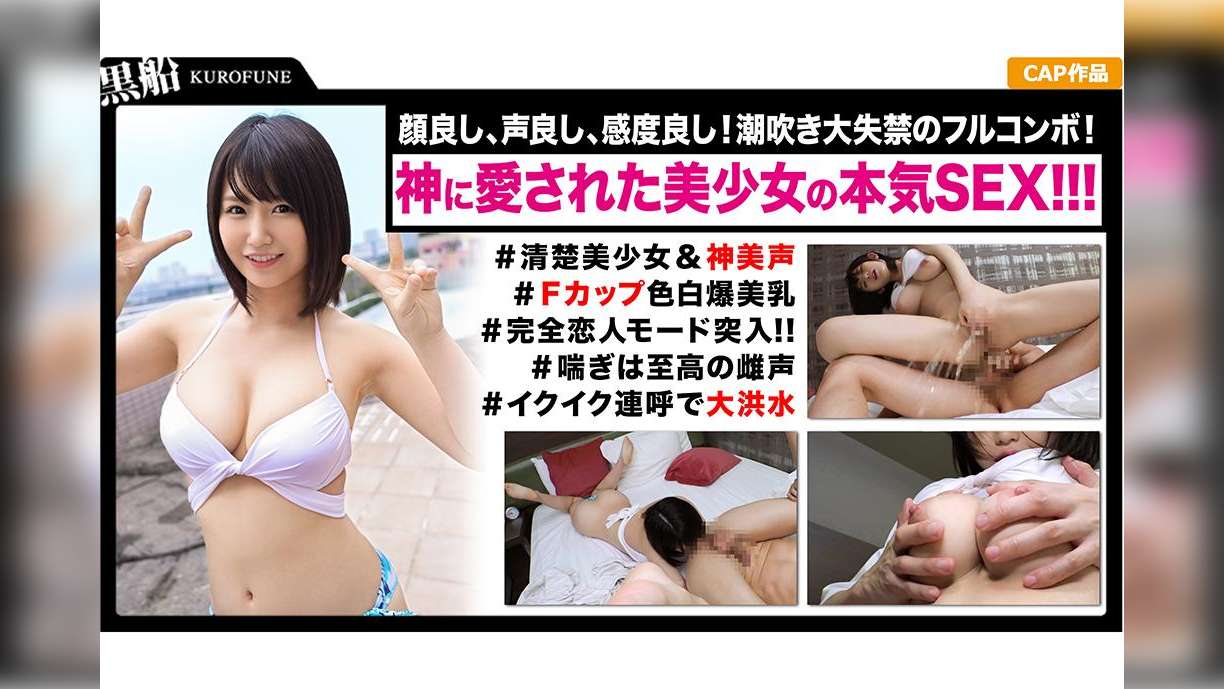 黒船 KUROFUNE
CAP作品
顔良し、声良し、感度良し！潮吹き大失禁のフルコンボ！
神に愛された美少女の本気SEX!!!
#清楚美少女＆神美声
#Fカップ色白爆美乳
#完全恋人モード突入!!
#喘ぎは至高の雌声
#イクイク連呼で大洪水